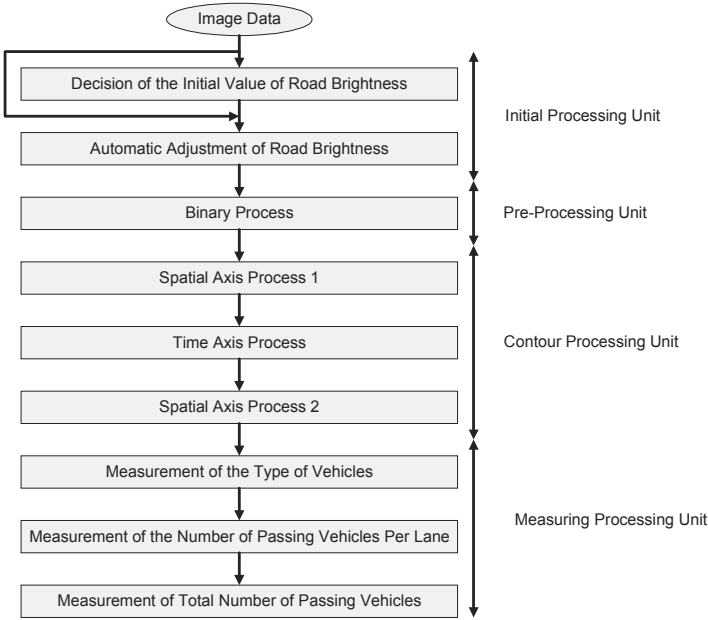 Image Data
Decision of the Initial Value of Road Brightness
Initial Processing Unit
Automatic Adjustment of Road Brightness
Binary Process
Pre-Processing Unit
Spatial Axis Process 1
Time Axis Process
Contour Processing Unit
Spatial Axis Process 2
Measurement of the Type of Vehicles
Measurement of the Number of Passing Vehicles Per Lane
Measuring Processing Unit
Measurement of Total Number of Passing Vehicles